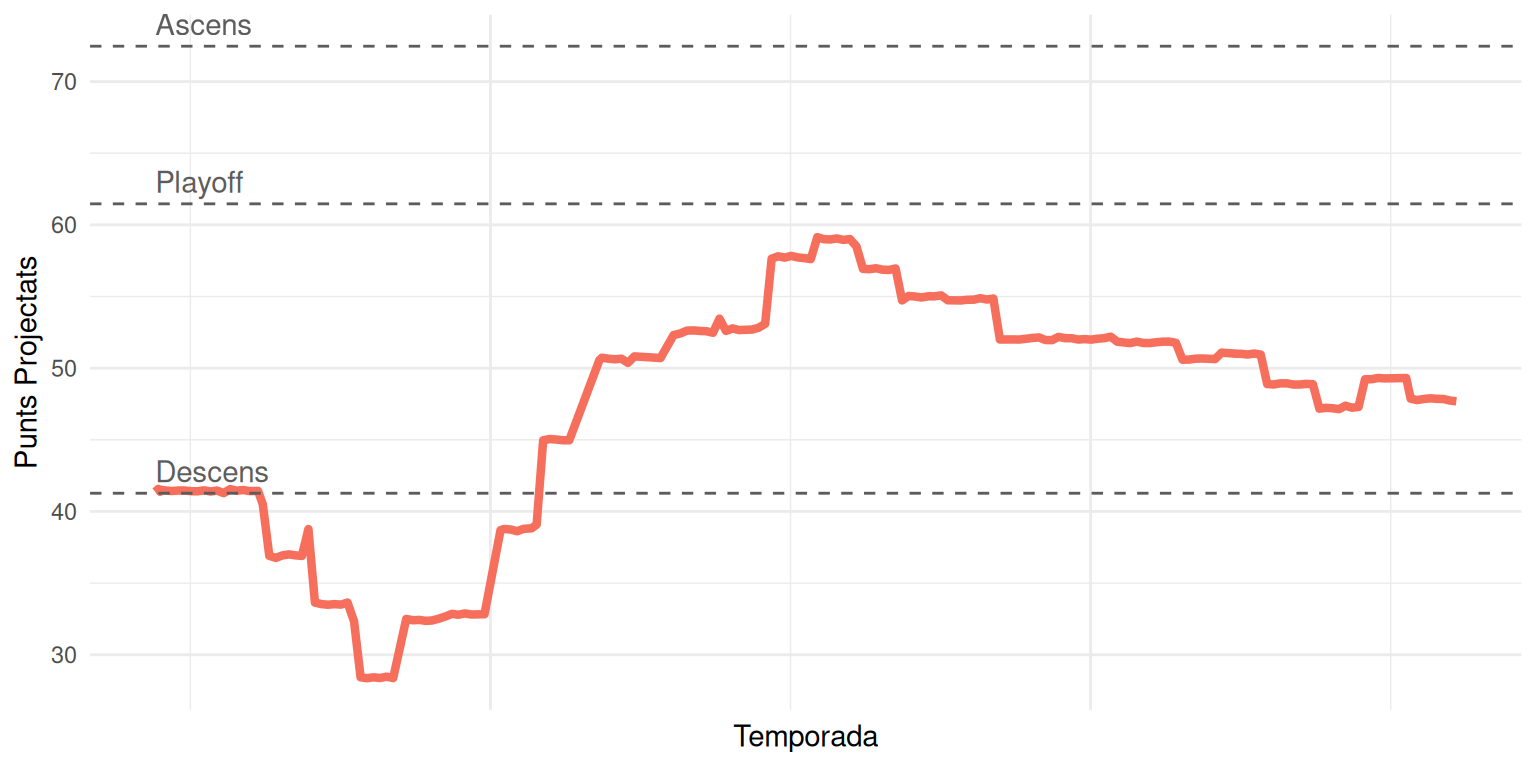 Ascens
70
Playoff
60
Punts Projectats
50
Descens
40
30
Temporada